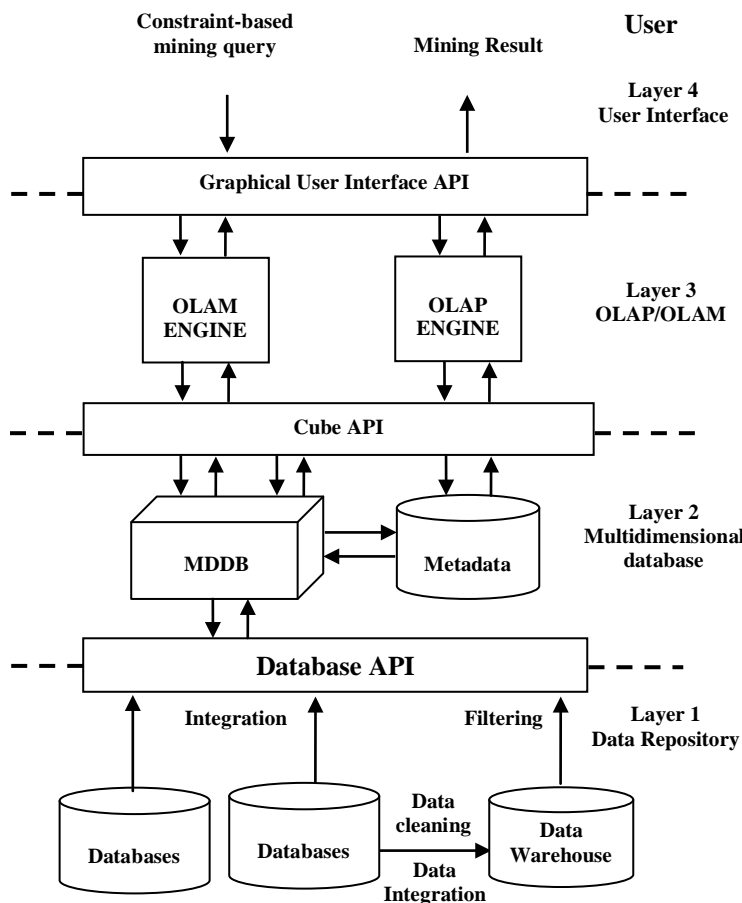 Constraint-based
mining query
Mining Result
User
Layer 4
User Interface
Graphical User Interface API
OLAM
ENGINE
OLAP
ENGINE
Layer 3
OLAP/OLAM
Cube API
MDDB
Metadata
Layer 2
Multidimensional
database
Database API
Integration
Filtering
Layer 1
Data Repository
Databases
Databases
Data
cleaning
Data
Integration
Data
Warehouse